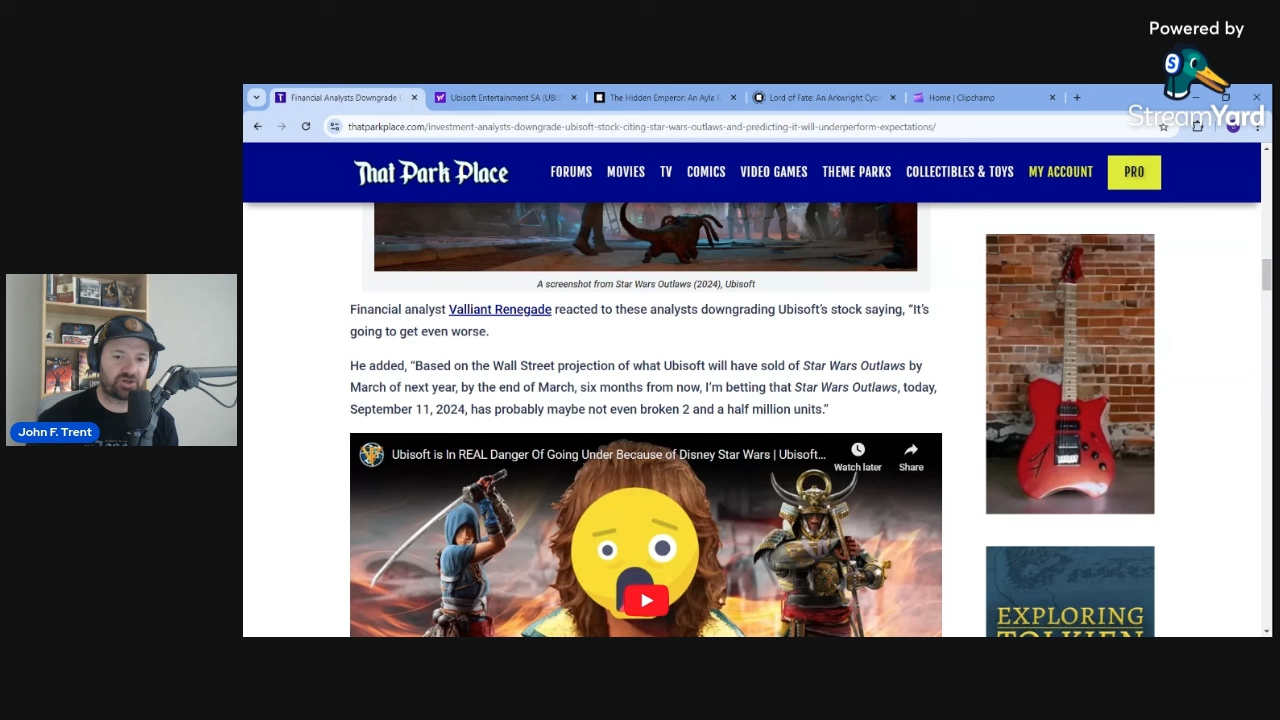 Powered by
S
StreamYard
Financial Analysts Downgrade
Ubisoft Entertainment SA (UBI
The Hidden Emperor: An Ayla
Lord of Fate: An Arkwright Cyc
Home | Clipchamp
thatparkplace.com/investment-analysts-downgrade-ubisoft-stock-citing-star-wars-outlaws-and-predicting-it-will-underperform-expectations/
That Park Place
FORUMS MOVIES TV COMICS VIDEO GAMES THEME PARKS COLLECTIBLES & TOYS MY ACCOUNT PRO
A screenshot from Star Wars Outlaws (2024), Ubisoft
Financial analyst Valliant Renegade reacted to these analysts downgrading Ubisoft’s stock saying, “It’s
going to get even worse.
He added, “Based on the Wall Street projection of what Ubisoft will have sold of Star Wars Outlaws by
March of next year, by the end of March, six months from now, I’m betting that Star Wars Outlaws, today,
September 11, 2024, has probably maybe not even broken 2 and a half million units.”
Ubisoft is In REAL Danger Of Going Under Because of Disney Star Wars | Ubisoft...
Watch later
Share
John F. Trent
EXPLORING
TOLKIEN